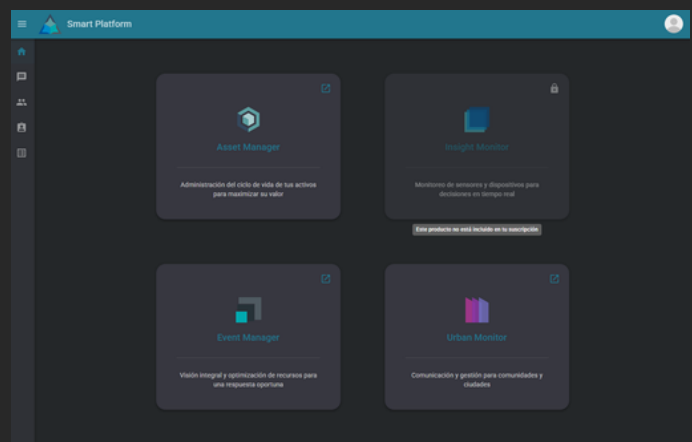 Smart Platform
Asset Manager
Administración del ciclo de vida de tus activos
para maximizar su valor
Insight Monitor
Monitoreo de sensores y dispositivos para
decisiones en tiempo real
Este producto no está incluido en tu suscripción
Event Manager
Visión integral y optimización de recursos para
una respuesta oportuna
Urban Monitor
Comunicación y gestión para comunidades y
ciudades